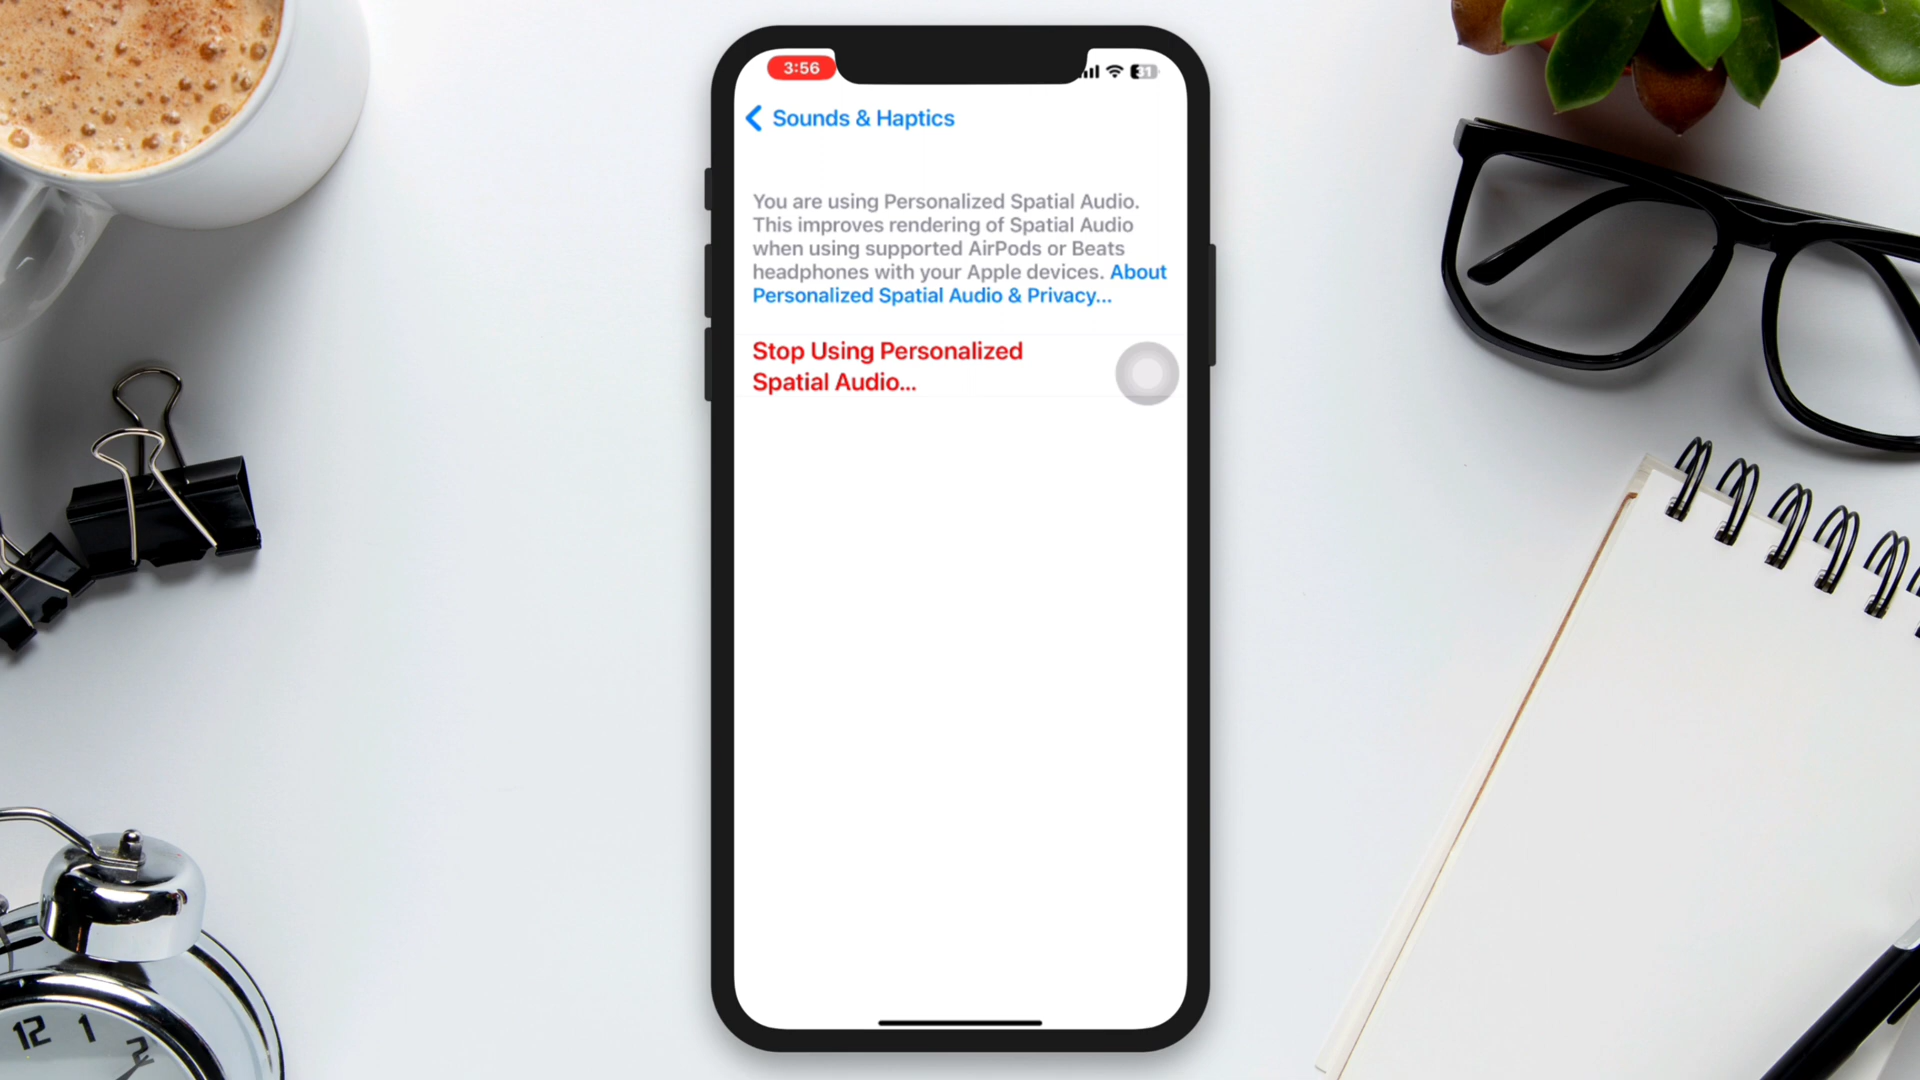 3:56
31
Sounds & Haptics
You are using Personalized Spatial Audio.
This improves rendering of Spatial Audio
when using supported AirPods or Beats
headphones with your Apple devices. About
Personalized Spatial Audio & Privacy...
Stop Using Personalized
Spatial Audio...
12 1 2